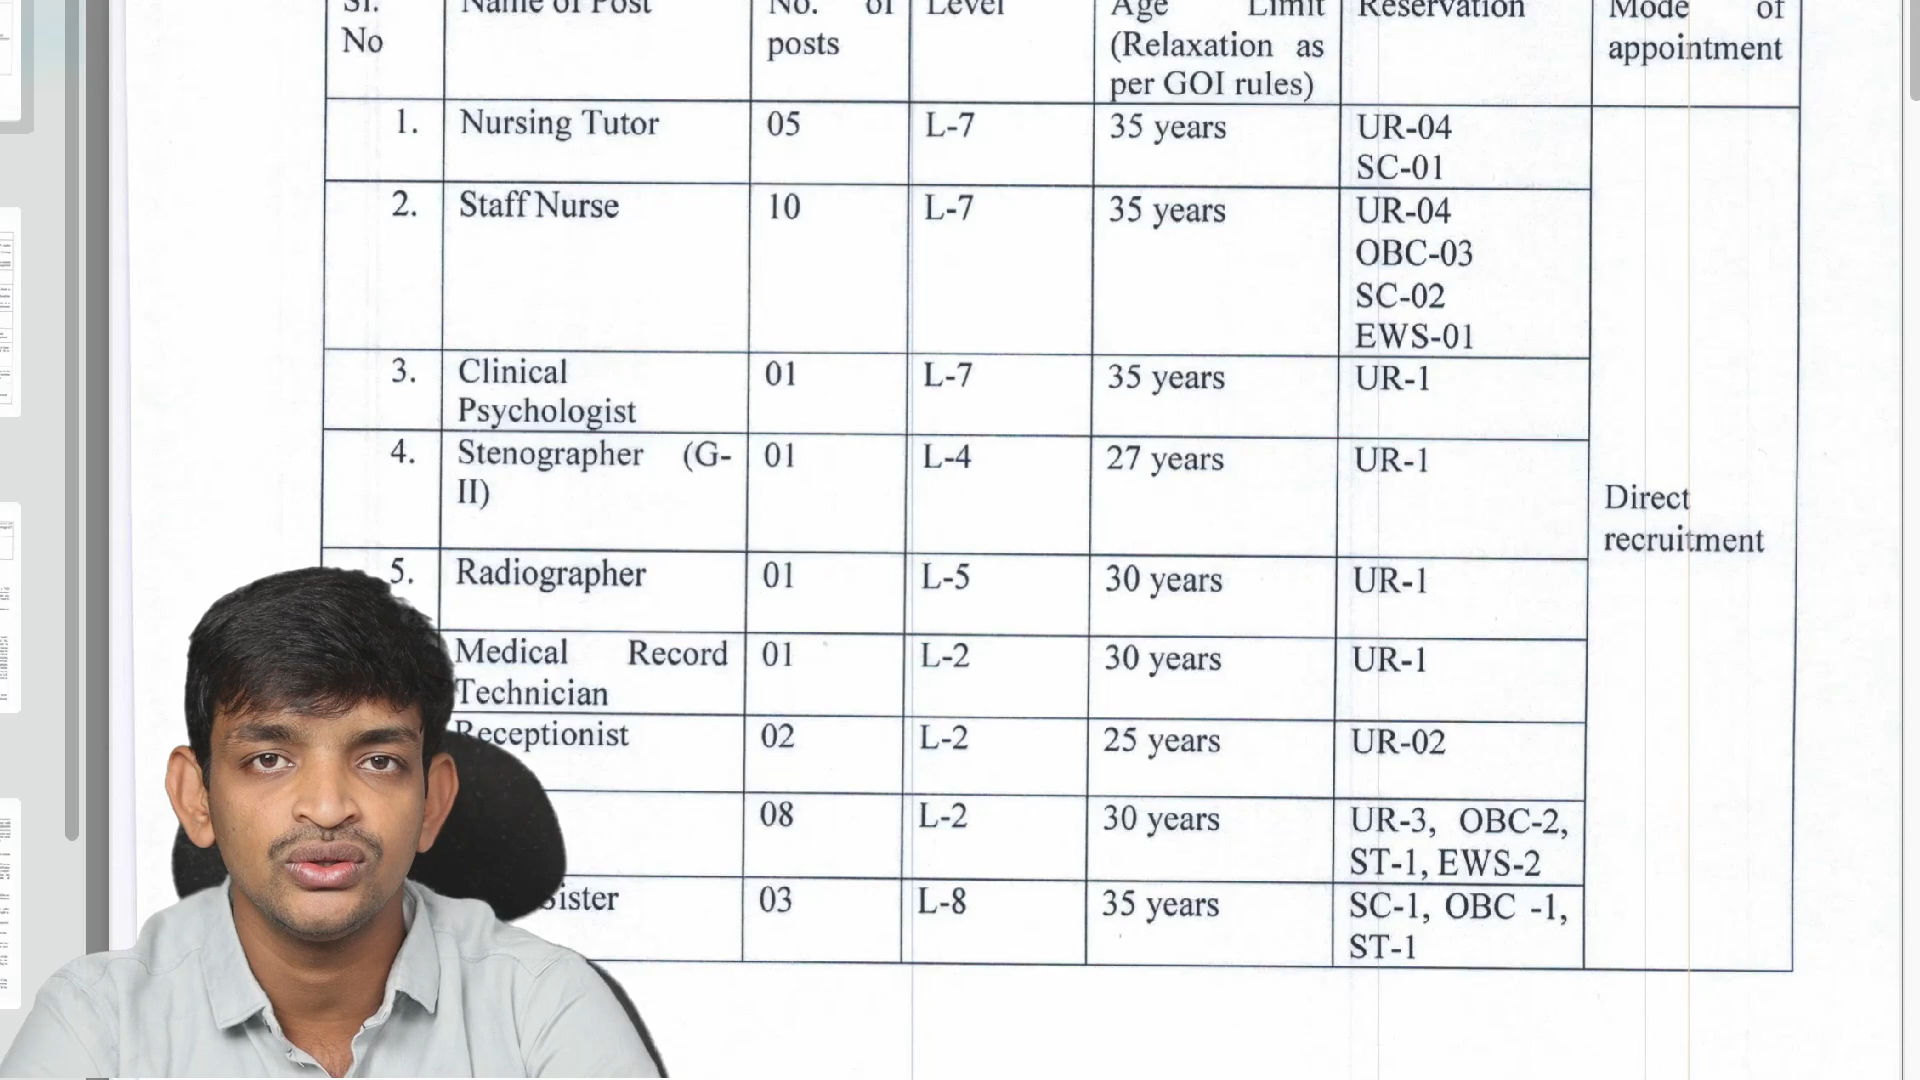 Sl.
No
Name of Post
No. of
posts
Level
Age Limit
(Relaxation as
per GOI rules)
Reservation
Mode of
appointment
1.
Nursing Tutor
05
L-7
35 years
UR-04
SC-01
2.
Staff Nurse
10
L-7
35 years
UR-04
OBC-03
SC-02
EWS-01
3.
Clinical
Psychologist
01
L-7
35 years
UR-1
4.
Stenographer (G-
II)
01
L-4
27 years
UR-1
Direct
recruitment
5.
Radiographer
01
L-5
30 years
UR-1
Medical Record
Technician
01
L-2
30 years
UR-1
Receptionist
02
L-2
25 years
UR-02
08
L-2
30 years
UR-3, OBC-2,
ST-1, EWS-2
Sister
03
L-8
35 years
SC-1, OBC -1,
ST-1